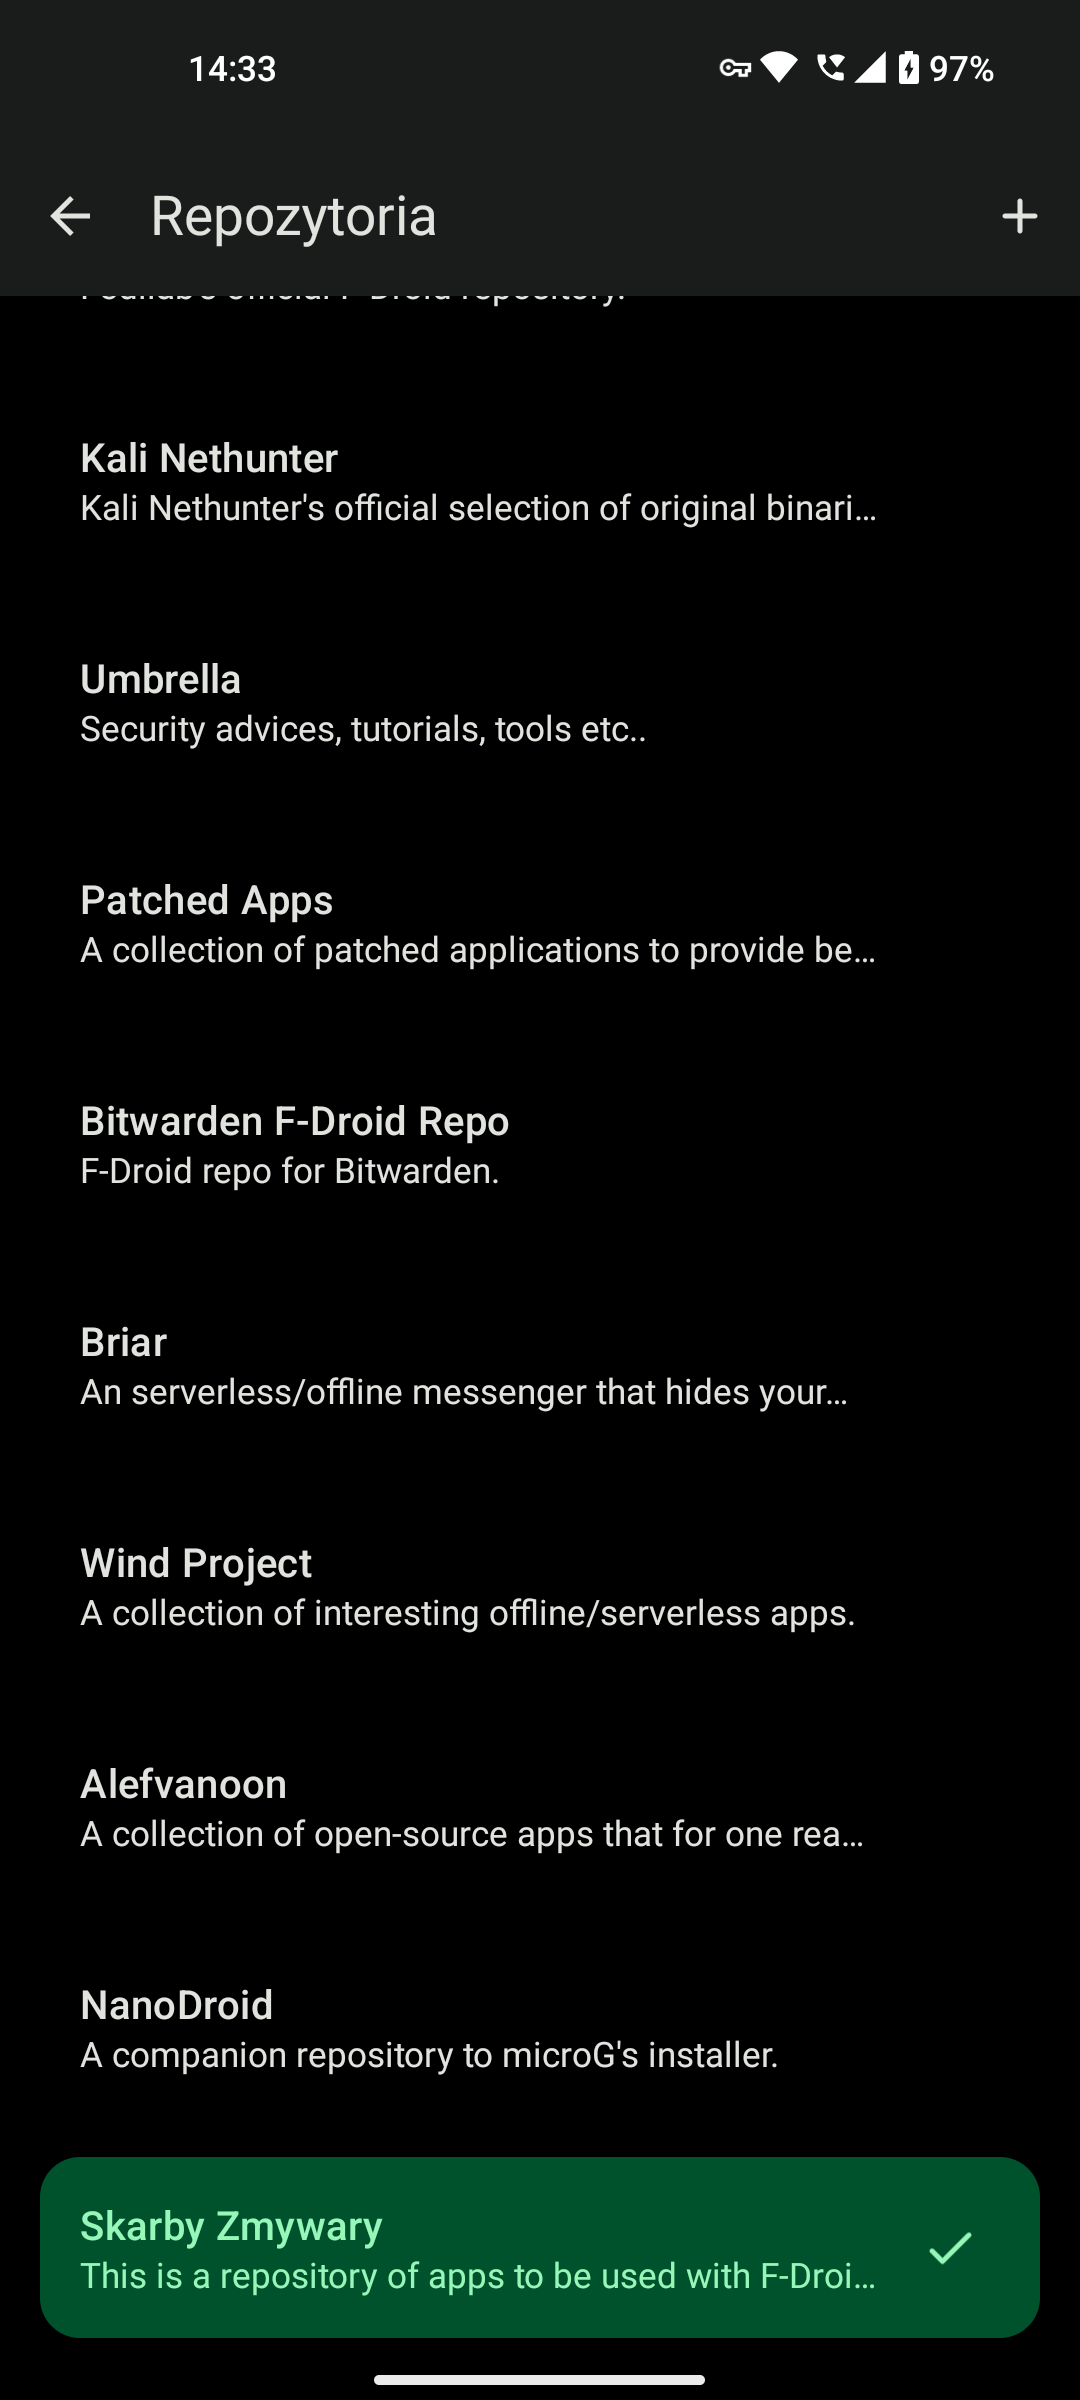 14:33
97%
Repozytoria
official F-Droid repository.
Kali Nethunter
Kali Nethunter's official selection of original binari…
Umbrella
Security advices, tutorials, tools etc..
Patched Apps
A collection of patched applications to provide be…
Bitwarden F-Droid Repo
F-Droid repo for Bitwarden.
Briar
An serverless/offline messenger that hides your…
Wind Project
A collection of interesting offline/serverless apps.
Alefvanoon
A collection of open-source apps that for one rea…
NanoDroid
A companion repository to microG's installer.
Skarby Zmywary
This is a repository of apps to be used with F-Droi…